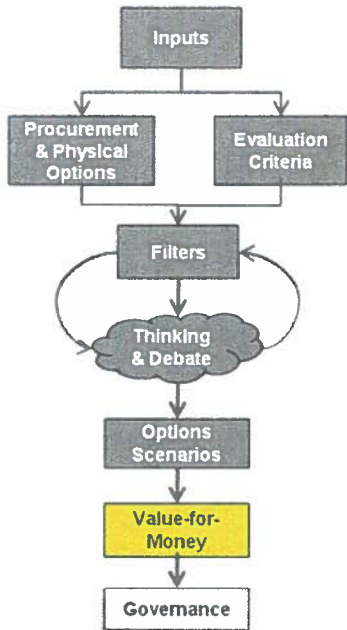 Inputs
Procurement
& Physical
Options
Evaluation
Criteria
Filters
Thinking
& Debate
Options
Scenarios
Value-for-
Money
Governance